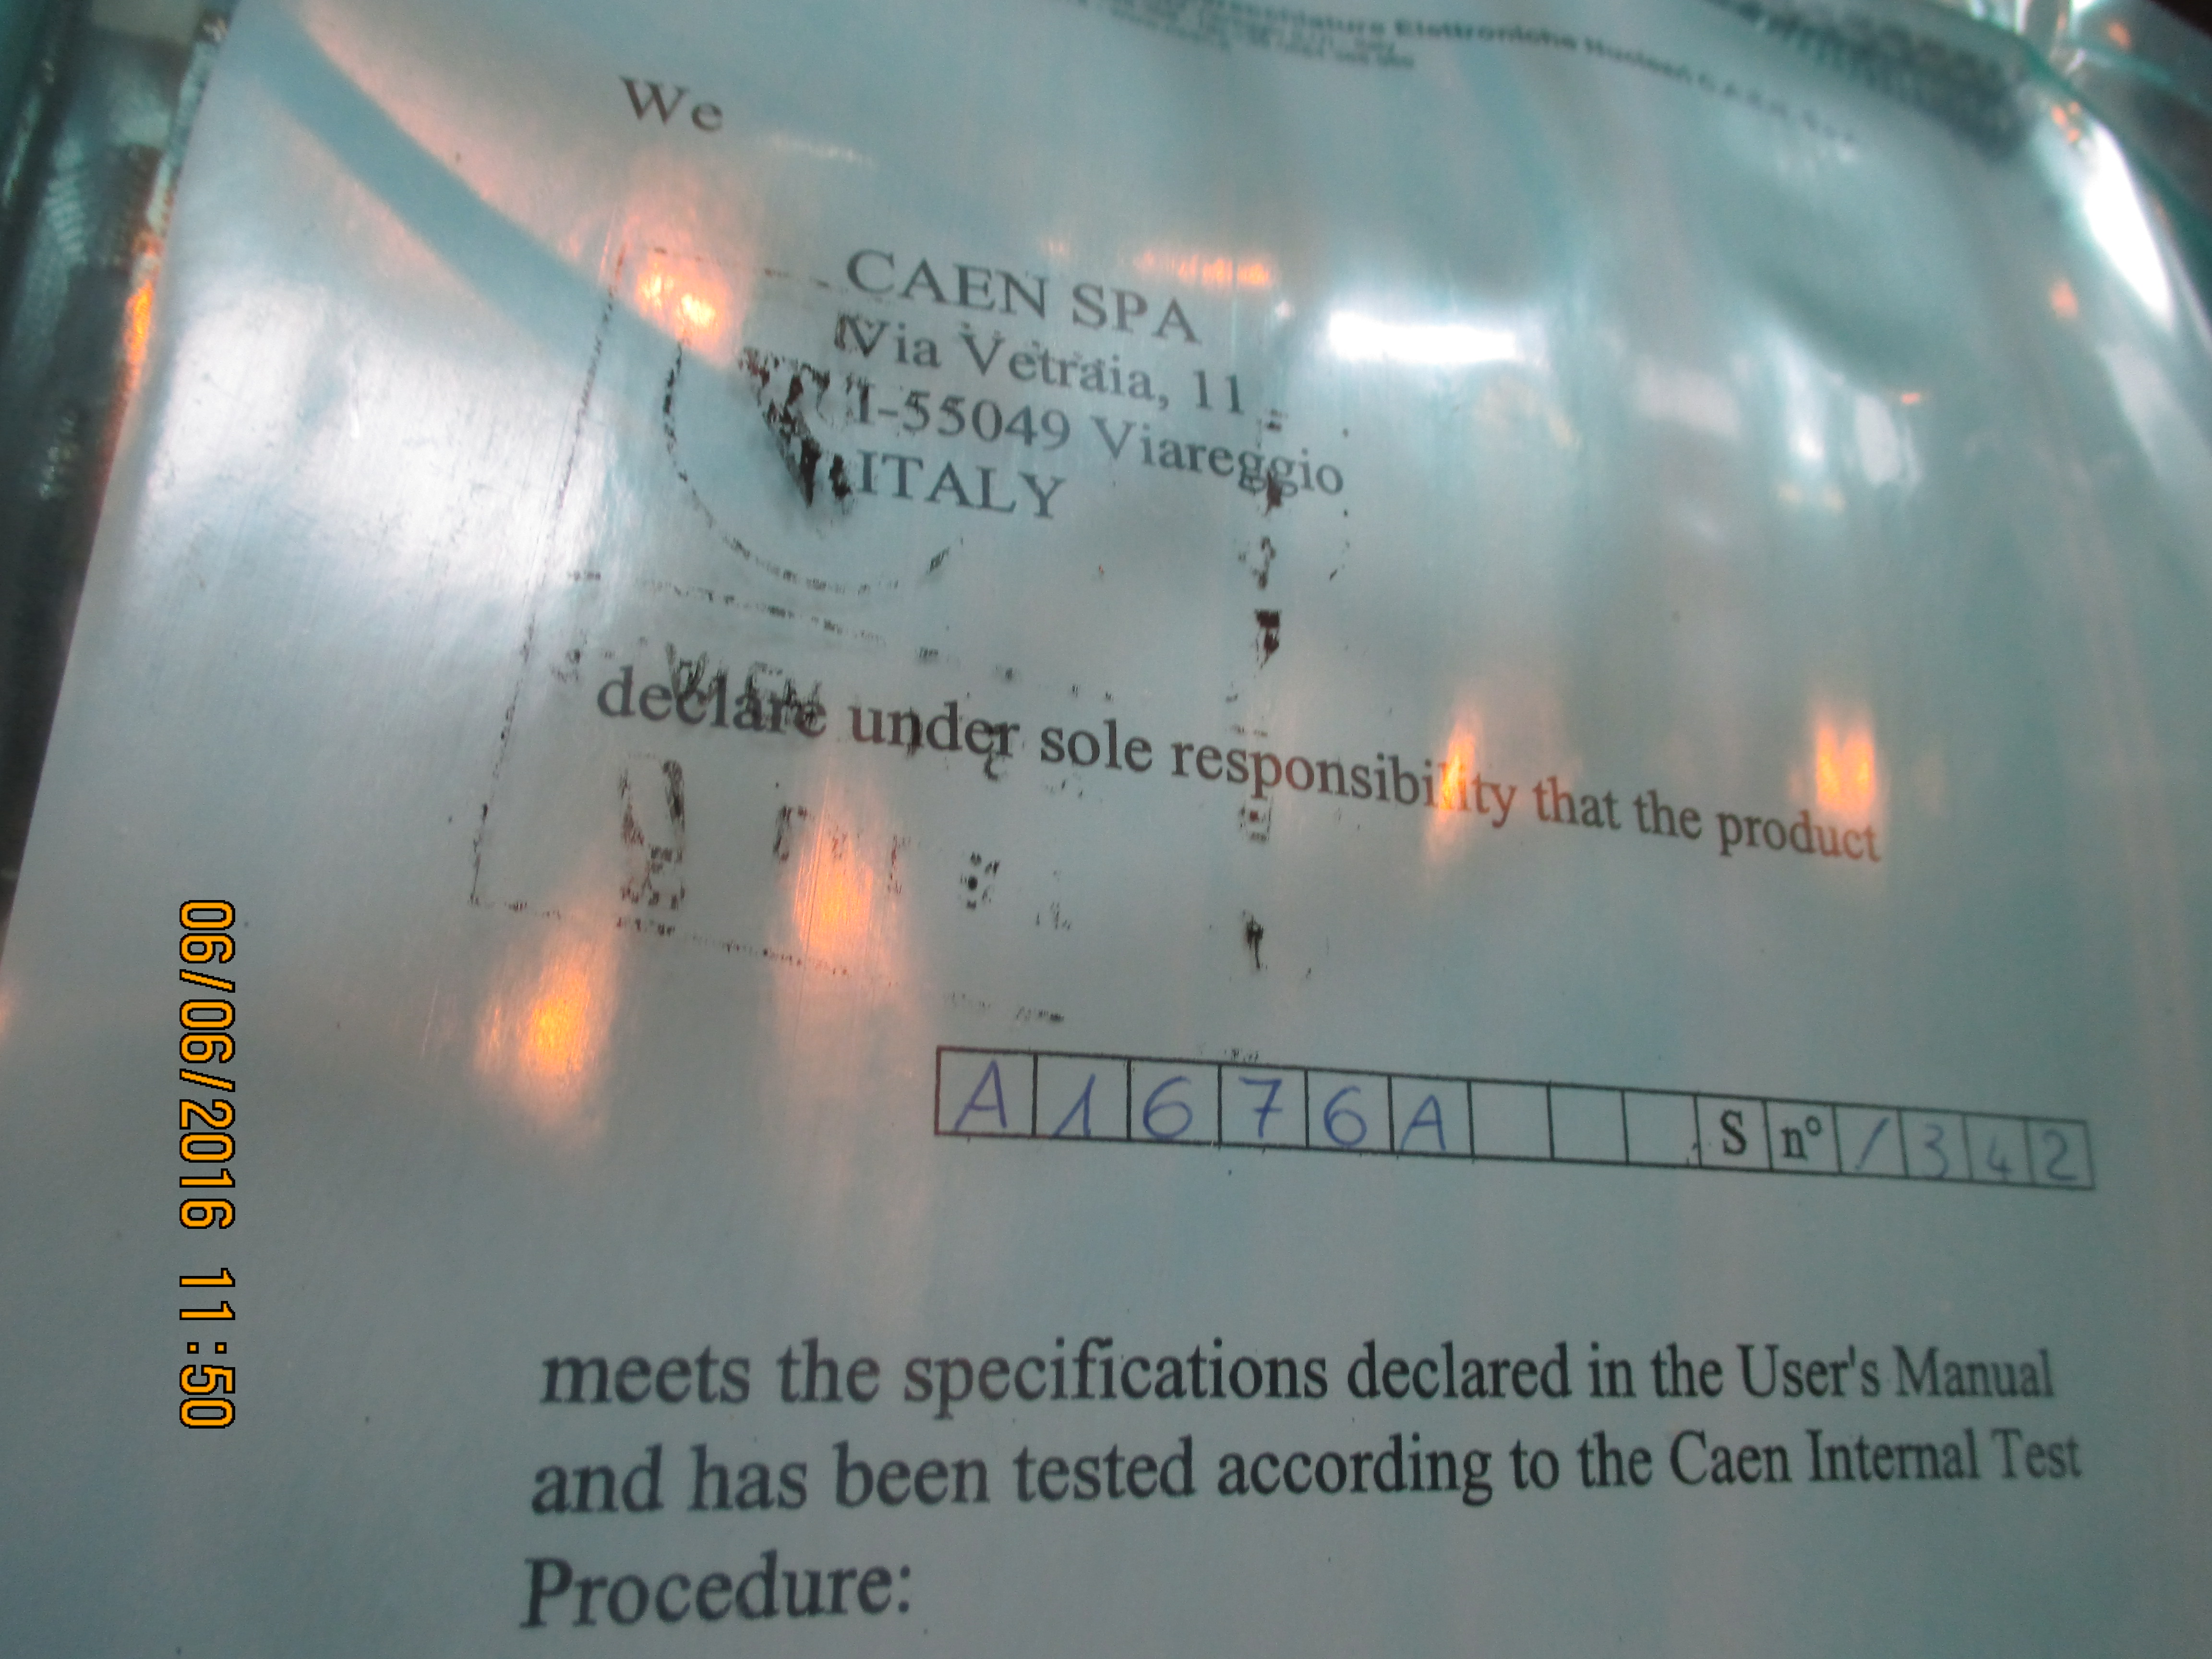 Elettroniche Nucleari
We
CAEN SPA
Via Vetraia, 11
I-55049 Viareggio
ITALY
declare under sole responsibility that the product
A1676A S n° /342
meets the specifications declared in the User's Manual
and has been tested according to the Caen Internal Test
Procedure:
06/06/2016 11:50